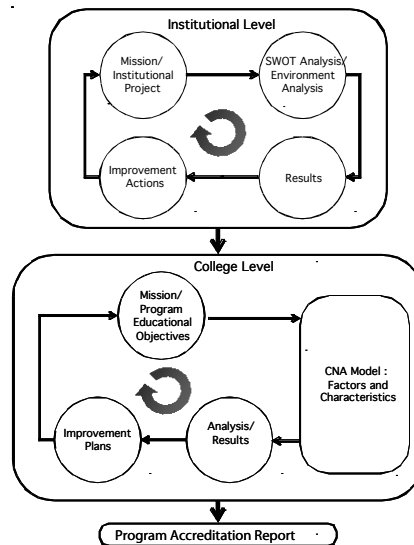 Institutional Level
Mission/
Institutional
Project
SWOT Analysis/
Environment
Analysis
Improvement
Actions
Results
College Level
Mission/
Program
Educational
Objectives
CNA Model :
Factors and
Characteristics
Improvement
Plans
Analysis/
Results
Program Accreditation Report